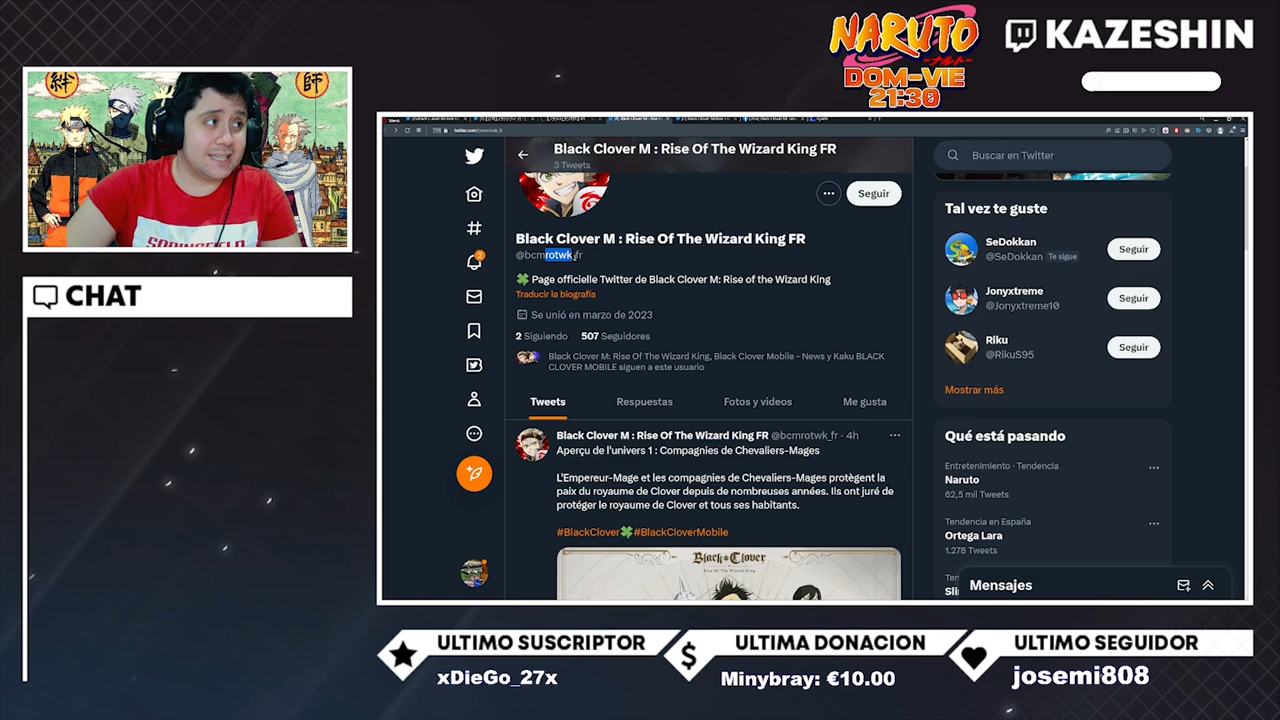 NARUTO
DOM-VIE
21:30
KAZESHIN
絆
師
SPRINGFIELD
CHAT
Black Clover M : Rise Of The Wizard King FR
3 Tweets
Seguir
Black Clover M : Rise Of The Wizard King FR
@bcmrotwk_fr
Page officielle Twitter de Black Clover M: Rise of the Wizard King
Traducir la biografía
Se unió en marzo de 2023
2 Siguiendo 507 Seguidores
Black Clover M: Rise Of The Wizard King, Black Clover Mobile - News y Kaku BLACK
CLOVER MOBILE siguen a este usuario
Tweets Respuestas Fotos y videos Me gusta
Black Clover M : Rise Of The Wizard King FR @bcmrotwk_fr · 4h
Aperçu de l'univers 1 : Compagnies de Chevaliers-Mages
L'Empereur-Mage et les compagnies de Chevaliers-Mages protègent la
paix du royaume de Clover depuis de nombreuses années. Ils ont juré de
protéger le royaume de Clover et tous ses habitants.
#BlackClover🍀#BlackCloverMobile
Black Clover
Rise Of The Wizard King
2
Buscar en Twitter
Tal vez te guste
SeDokkan
@SeDokkan Te sigue
Seguir
Jonyxtreme
@Jonyxtreme10
Seguir
Riku
@RikuS95
Seguir
Mostrar más
Qué está pasando
Entretenimiento · Tendencia
Naruto
62,5 mil Tweets
Tendencia en España
Ortega Lara
1.278 Tweets
Mensajes
ULTIMO SUSCRIPTOR
xDieGo_27x
ULTIMA DONACION
Minybray: €10.00
ULTIMO SEGUIDOR
josemi808